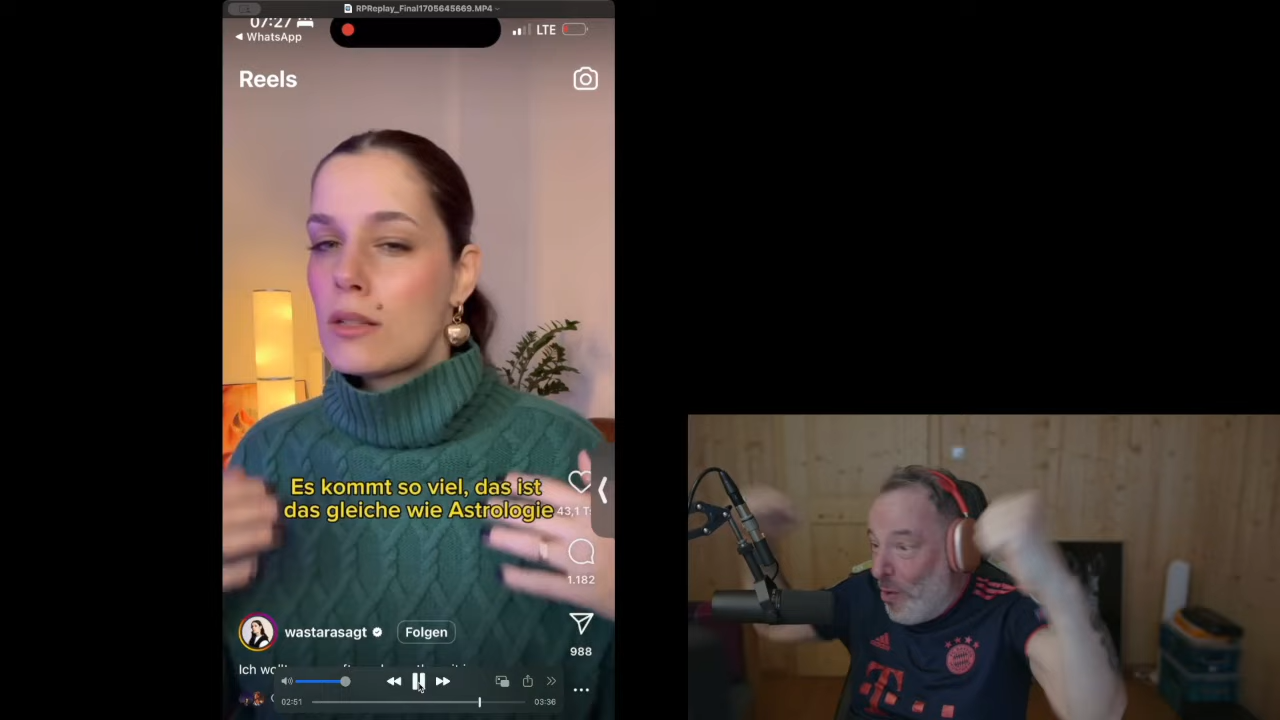 RPReplay_Final1705645669.MP4
07:27
LTE
◀ WhatsApp
Reels
Es kommt so viel, das ist
das gleiche wie Astrologie
43,1 T.
1.182
wastarasagt
Folgen
988
02:51
03:36
adidas
T